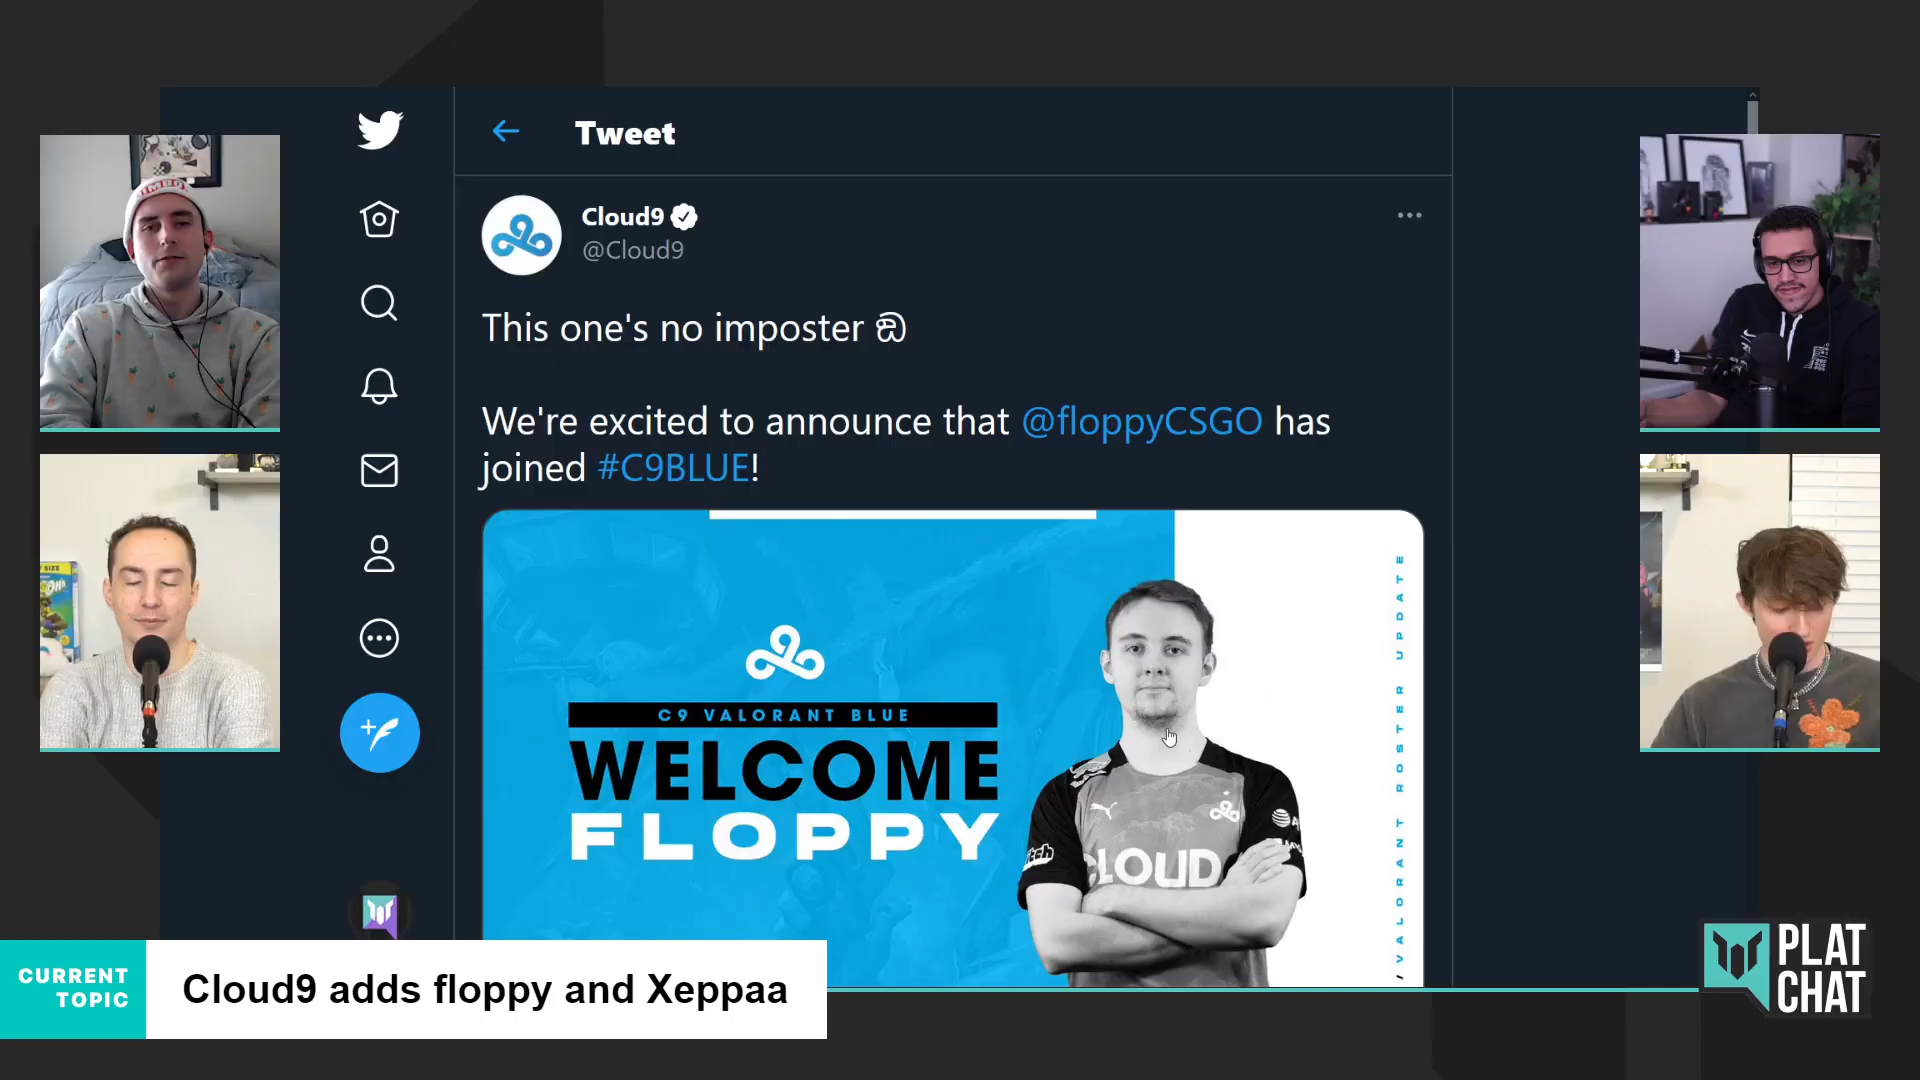 Tweet
Cloud9
@Cloud9
This one's no imposter ඞ
We're excited to announce that @floppyCSGO has
joined #C9BLUE!
C9 VALORANT BLUE
WELCOME
FLOPPY
/VALORANT ROSTER UPDATE
CLOUD
CURRENT
TOPIC
Cloud9 adds floppy and Xeppaa
PLAT
CHAT